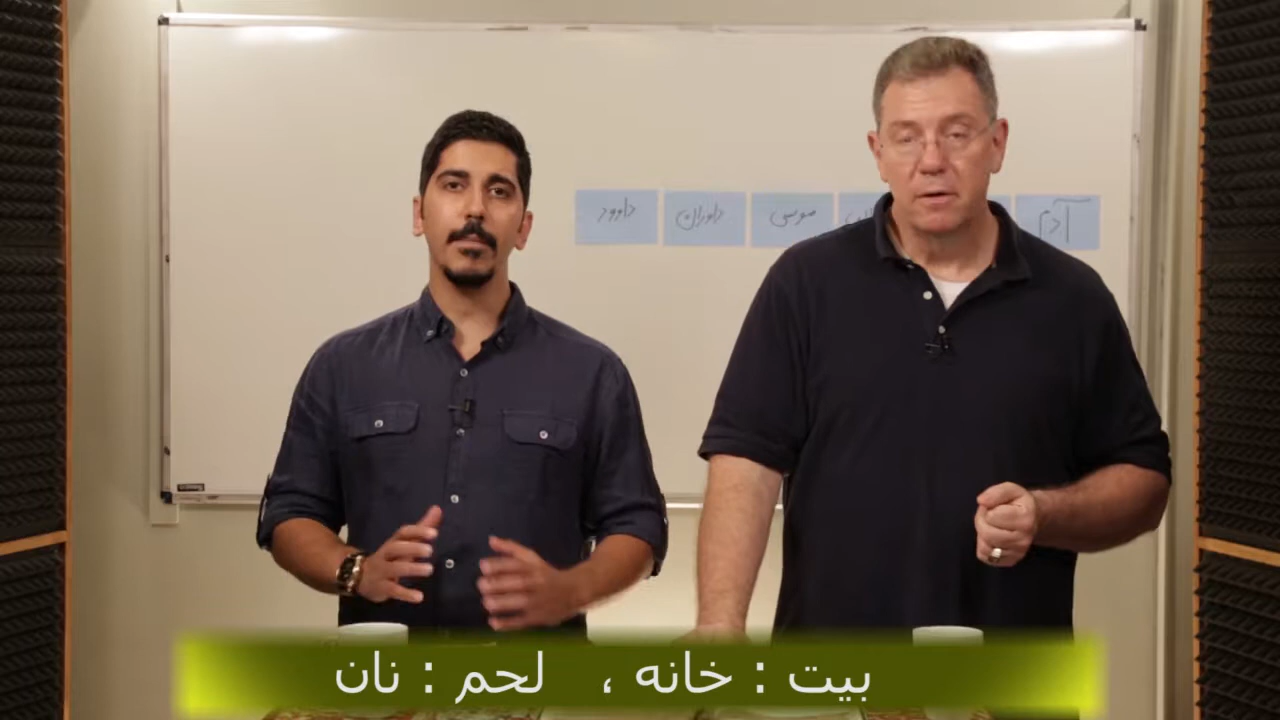 آدم
موسی
داوران
داوود
بیت : خانه ، لحم : نان